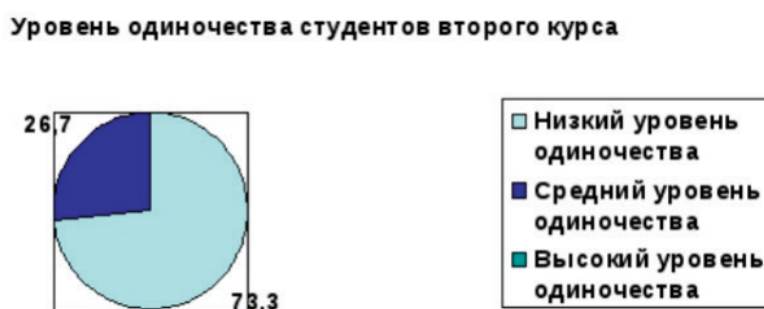 Уровень одиночества студентов второго курса
26,7
73,3
Низкий уровень
одиночества
Средний уровень
одиночества
Высокий уровень
одиночества